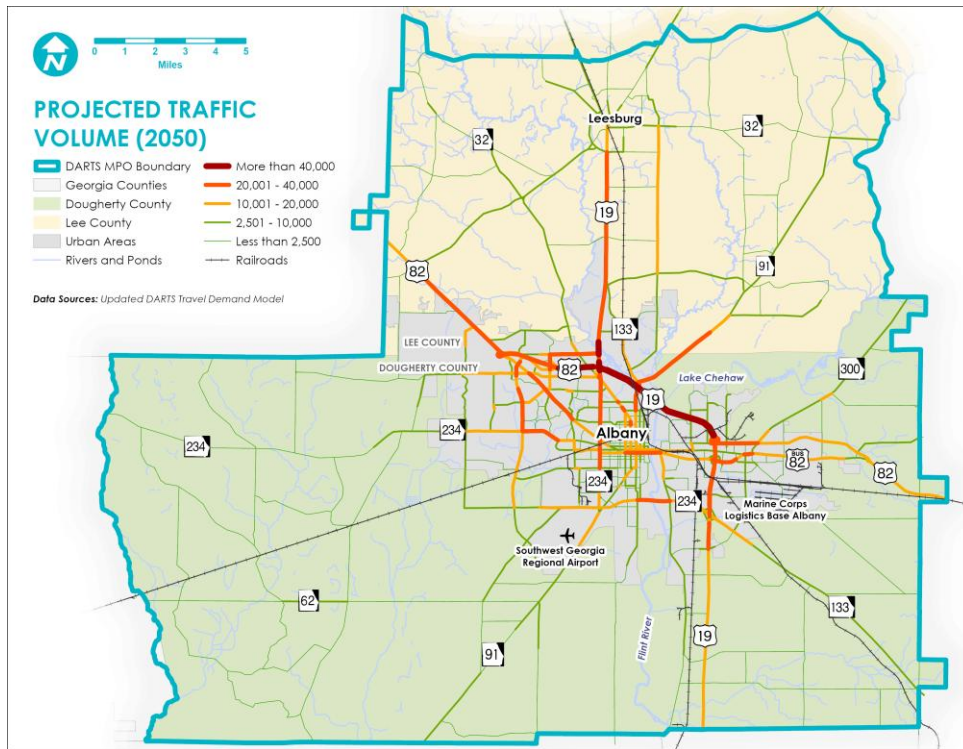 N
0 1 2 3 4 5
Miles
PROJECTED TRAFFIC
VOLUME (2050)
DARTS MPO Boundary
Georgia Counties
Dougherty County
Lee County
Urban Areas
Rivers and Ponds
More than 40,000
20,001 - 40,000
10,001 - 20,000
2,501 - 10,000
Less than 2,500
Railroads
Data Sources: Updated DARTS Travel Demand Model
Leesburg
32
32
19
82
91
133
LEE COUNTY
DOUGHERTY COUNTY
82
Lake Chehaw
300
19
234
234
Albany
BUS
82
82
234
234
Marine Corps
Logistics Base Albany
Southwest Georgia
Regional Airport
62
133
Flint River
19
91